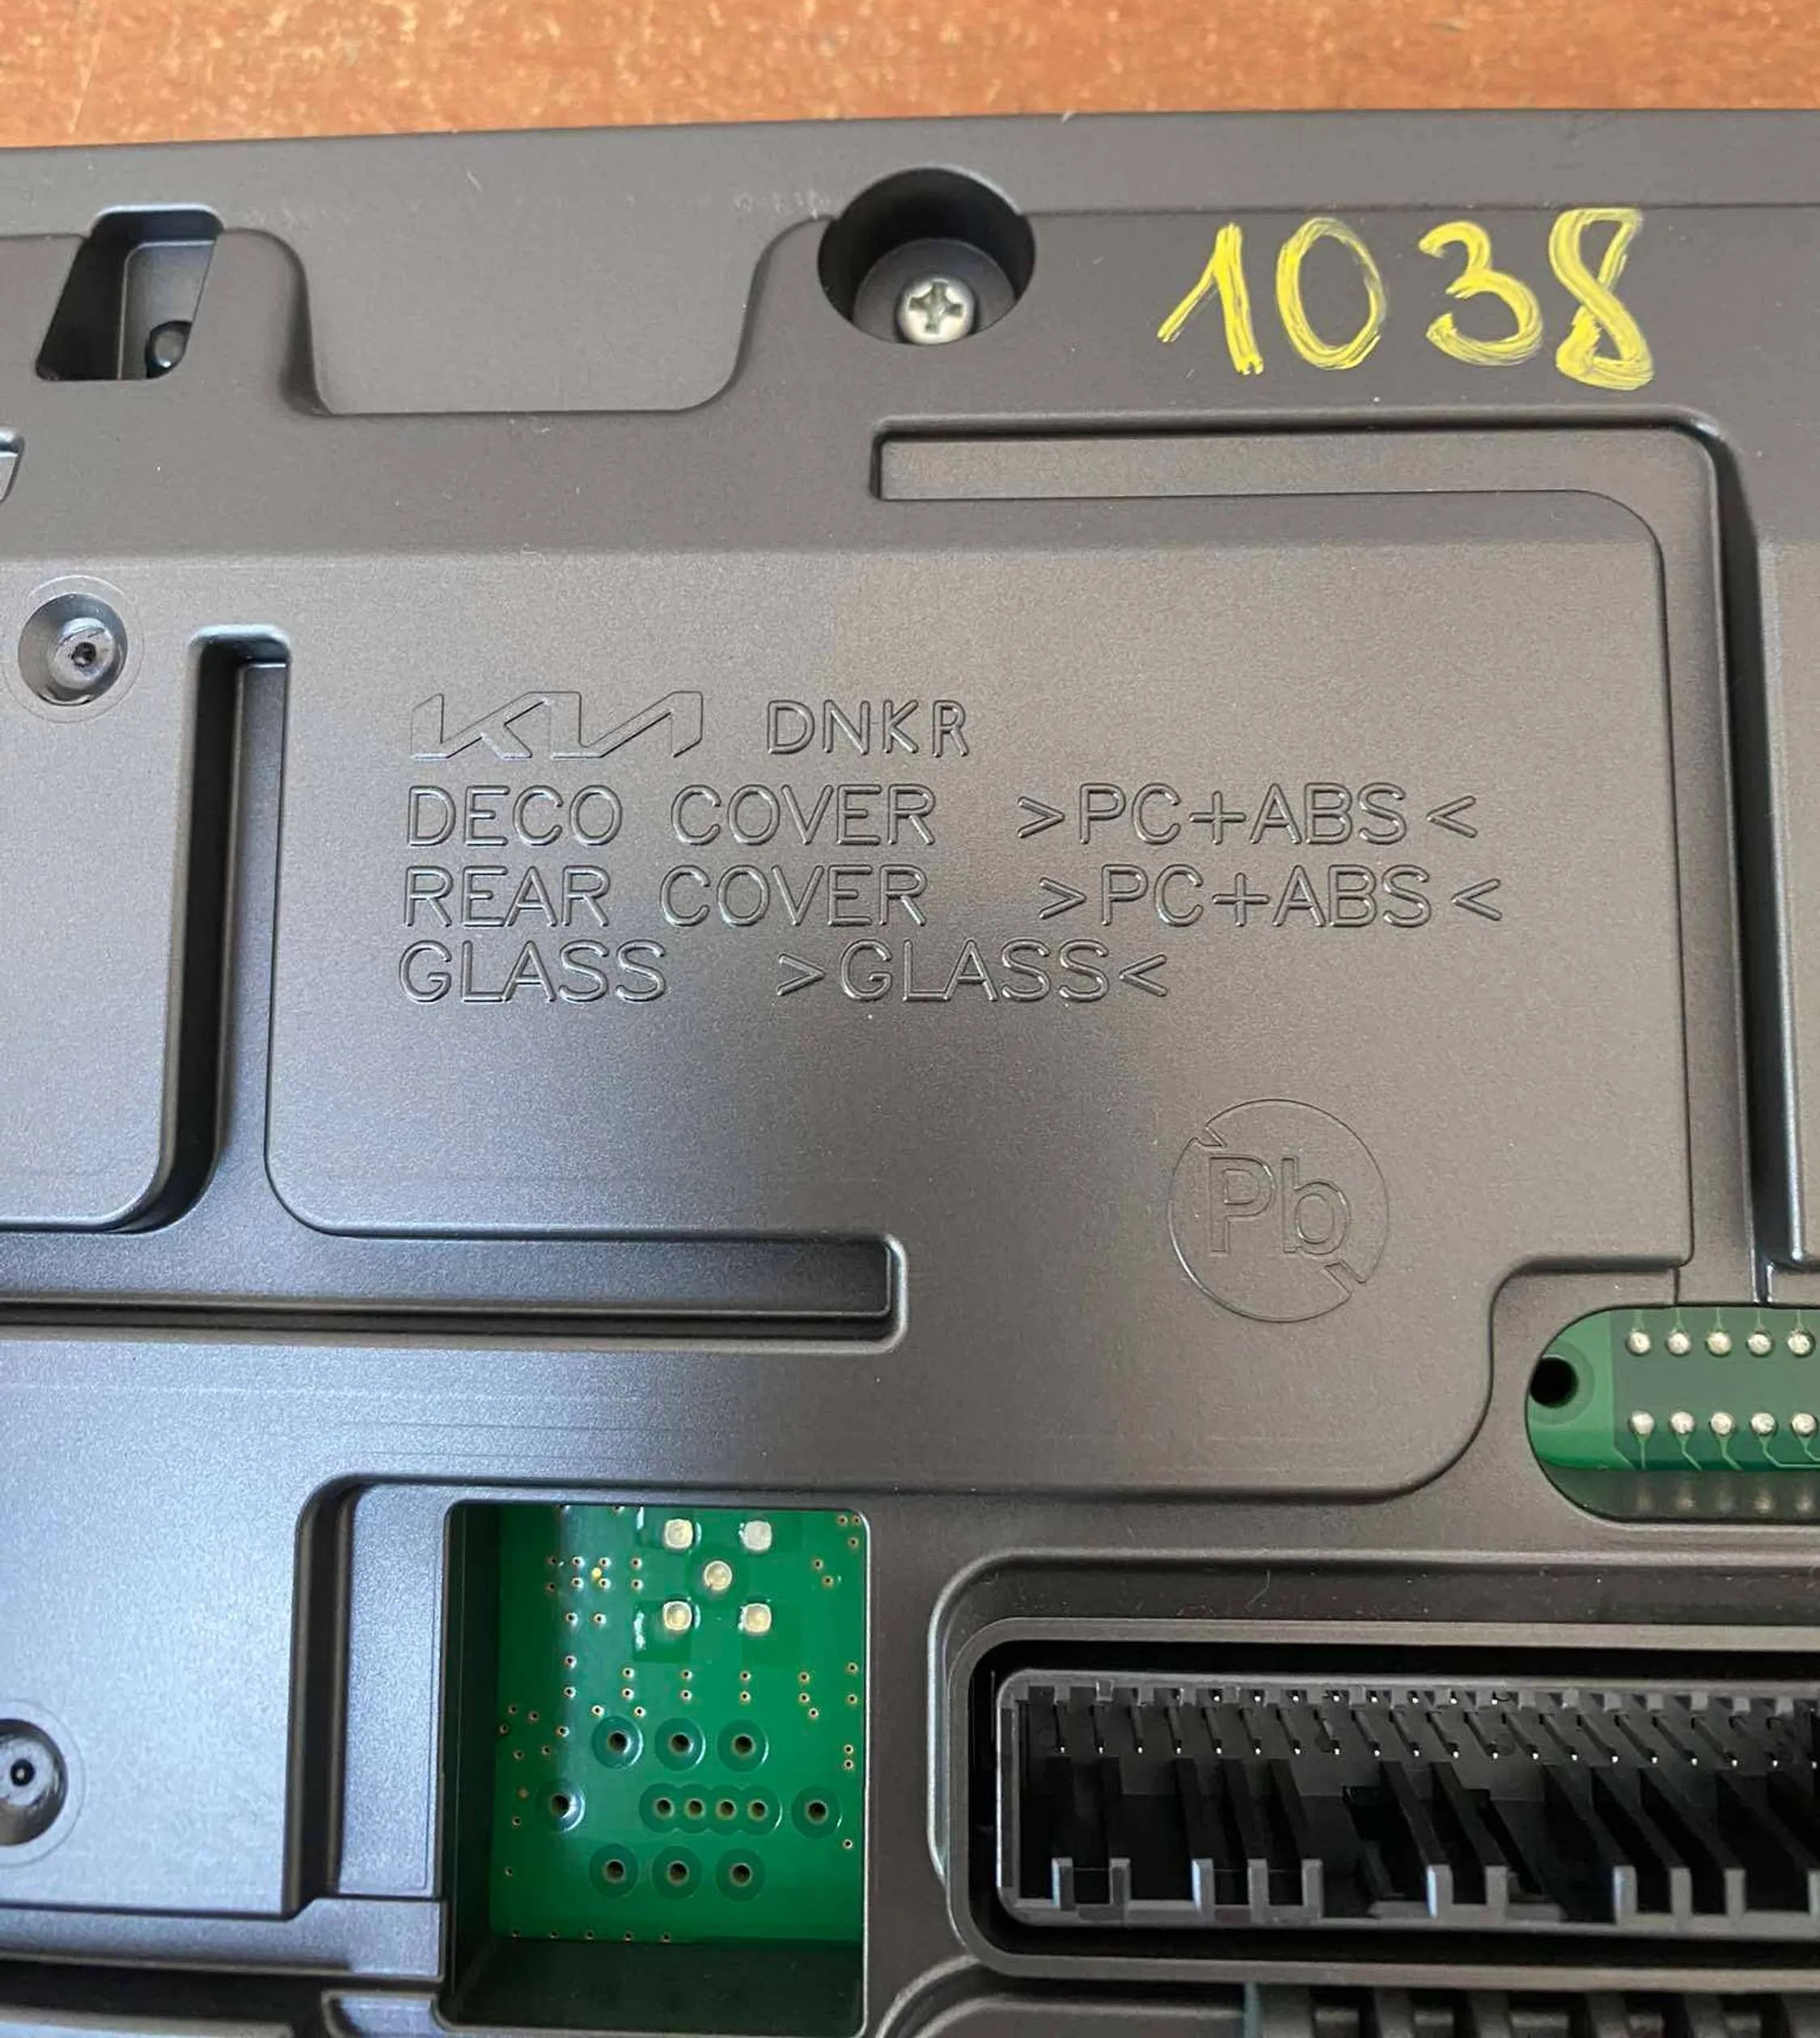 1038
KIA DNKR
DECO COVER >PC+ABS<
REAR COVER >PC+ABS<
GLASS >GLASS<
Pb